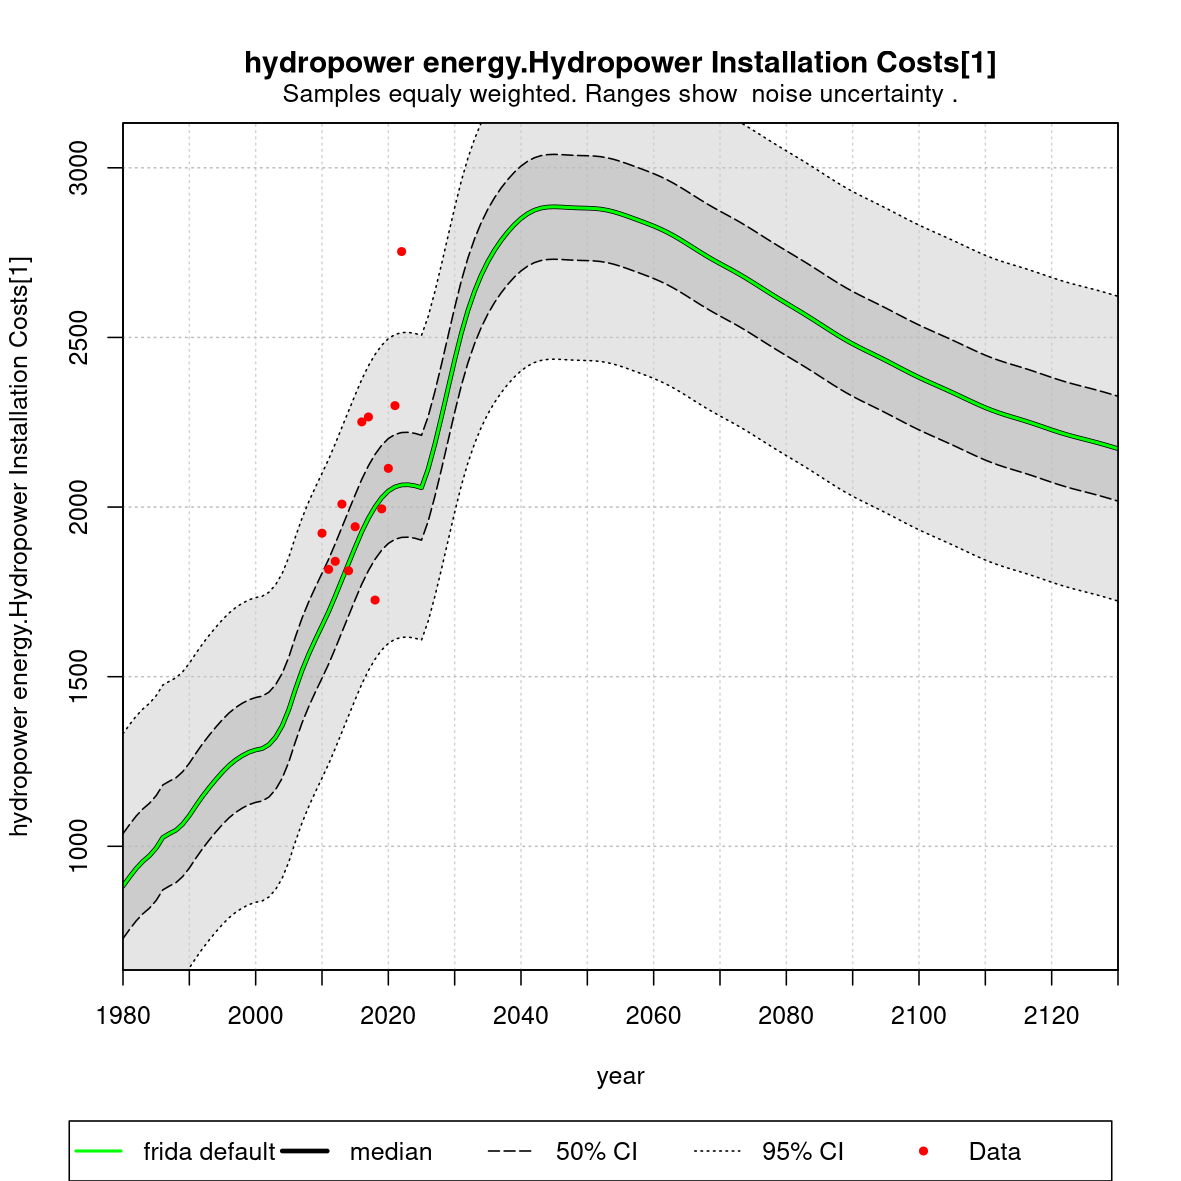 hydropower energy.Hydropower Installation Costs[1]
Samples equaly weighted. Ranges show  noise uncertainty .
hydropower energy.Hydropower Installation Costs[1]
3000
2500
2000
1500
1000
1980 2000 2020 2040 2060 2080 2100 2120
year
frida default median 50% CI 95% CI Data